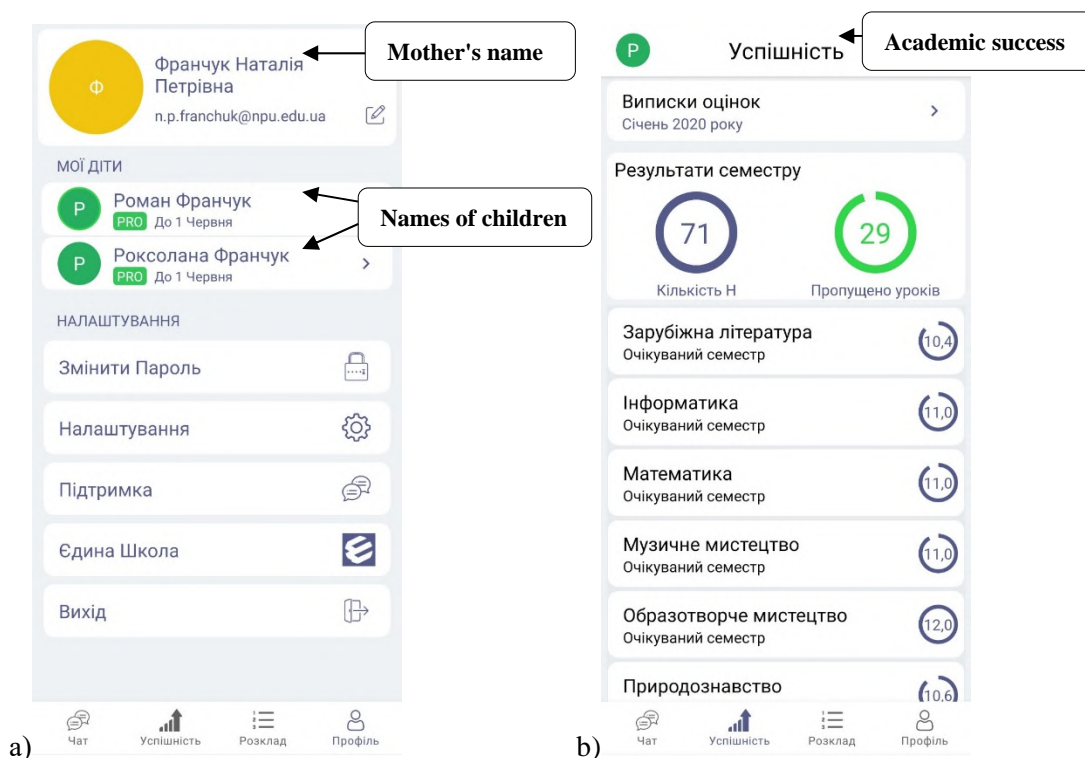 Франчук Наталія
Петрівна
n.p.franchuk@npu.edu.ua
Ф
Mother's name
МОЇ ДІТИ
Р
Роман Франчук
PRO До 1 Червня
Р
Роксолана Франчук
PRO До 1 Червня
Names of children
НАЛАШТУВАННЯ
Змінити Пароль
Налаштування
Підтримка
Єдина Школа
Вихід
Чат
Успішність
Розклад
Профіль
a)
Р
Успішність
Academic success
Виписки оцінок
Січень 2020 року
Результати семестру
71
29
Кількість Н
Пропущено уроків
Зарубіжна література
Очікуваний семестр
10,4
Інформатика
Очікуваний семестр
11,0
Математика
Очікуваний семестр
11,0
Музичне мистецтво
Очікуваний семестр
11,0
Образотворче мистецтво
Очікуваний семестр
12,0
Природознавство
10,6
Чат
Успішність
Розклад
Профіль
b)